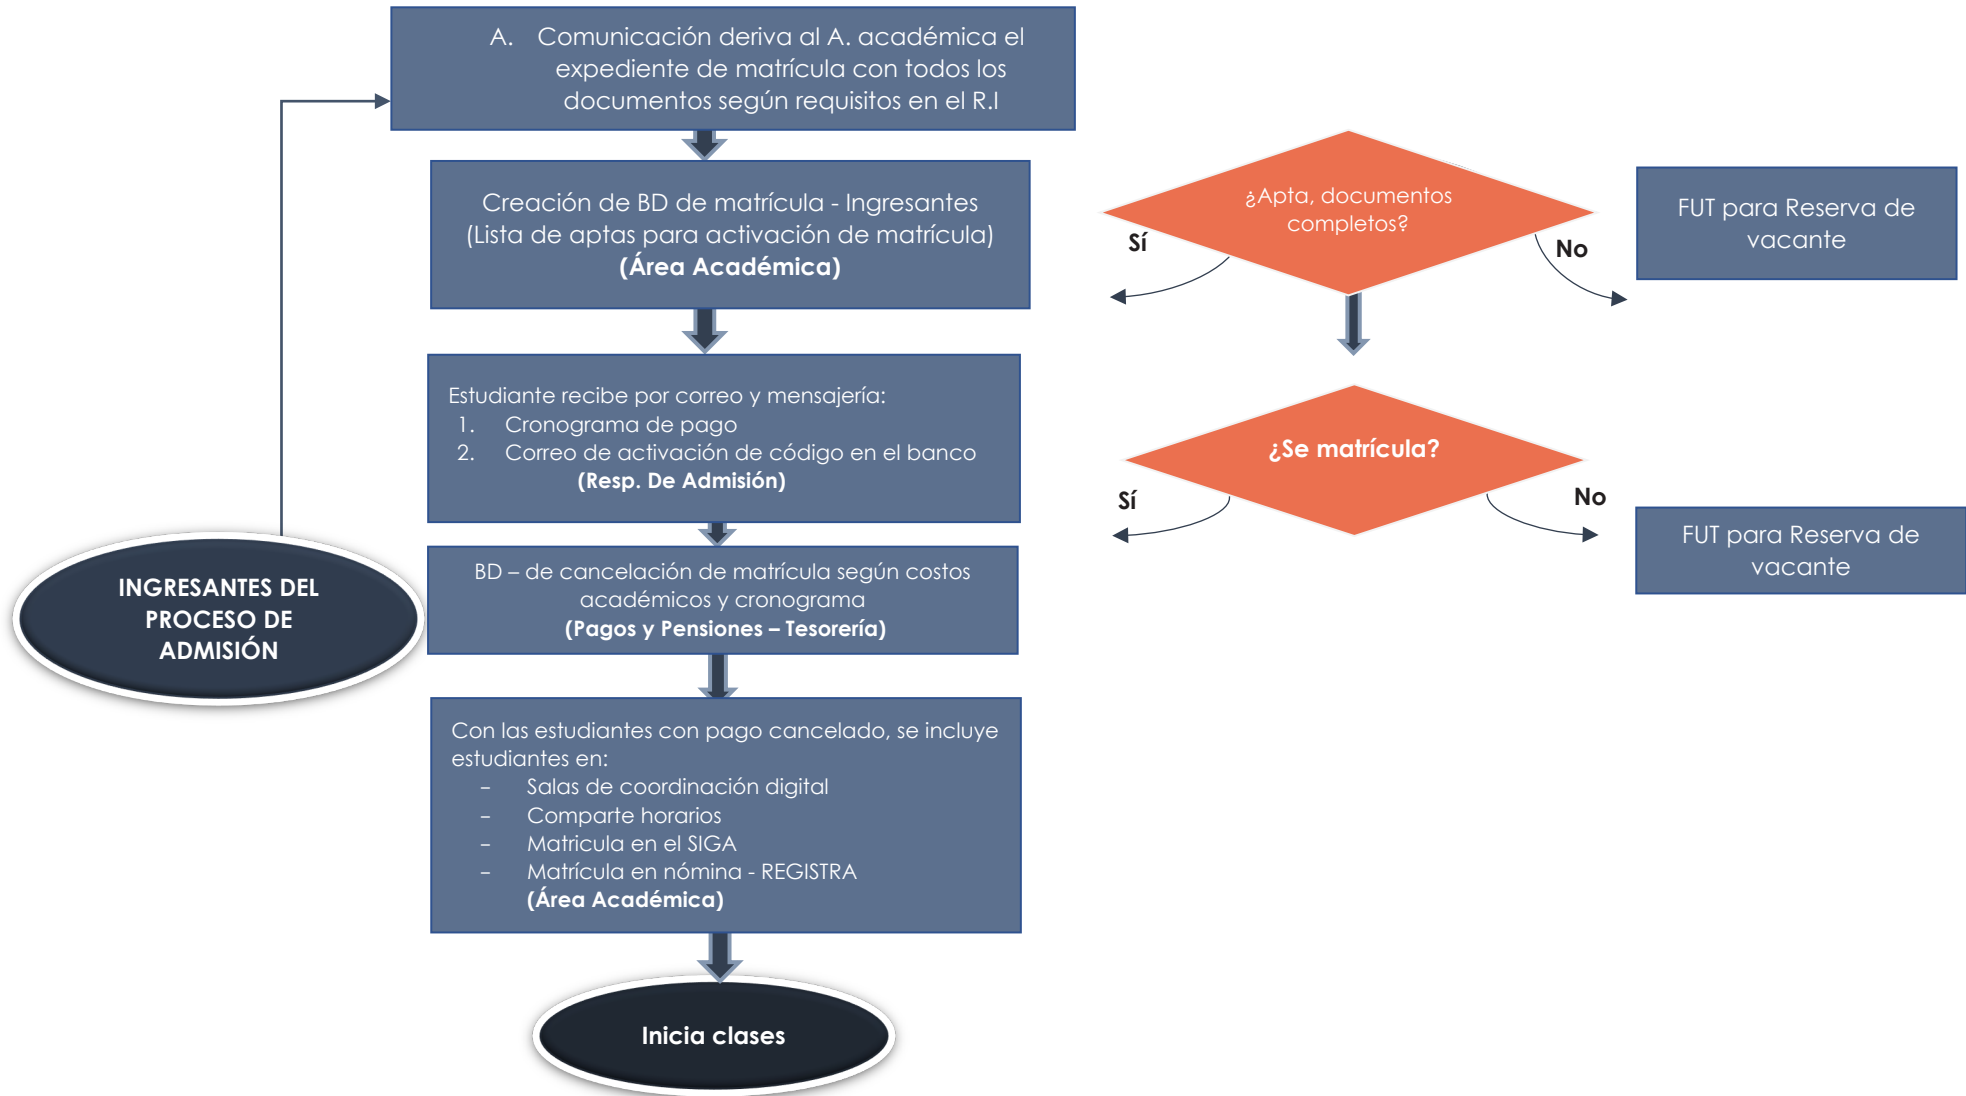 A. Comunicación deriva al A. académica el
expediente de matrícula con todos los
documentos según requisitos en el R.I
Creación de BD de matrícula - Ingresantes
(Lista de aptas para activación de matrícula)
(Área Académica)
¿Apta, documentos
completos?
Sí
No
FUT para Reserva de
vacante
Estudiante recibe por correo y mensajería:
1. Cronograma de pago
2. Correo de activación de código en el banco
(Resp. De Admisión)
¿Se matrícula?
Sí
No
FUT para Reserva de
vacante
INGRESANTES DEL
PROCESO DE
ADMISIÓN
BD – de cancelación de matrícula según costos
académicos y cronograma
(Pagos y Pensiones – Tesorería)
Con las estudiantes con pago cancelado, se incluye
estudiantes en:
- Salas de coordinación digital
- Comparte horarios
- Matricula en el SIGA
- Matrícula en nómina - REGISTRA
(Área Académica)
Inicia clases